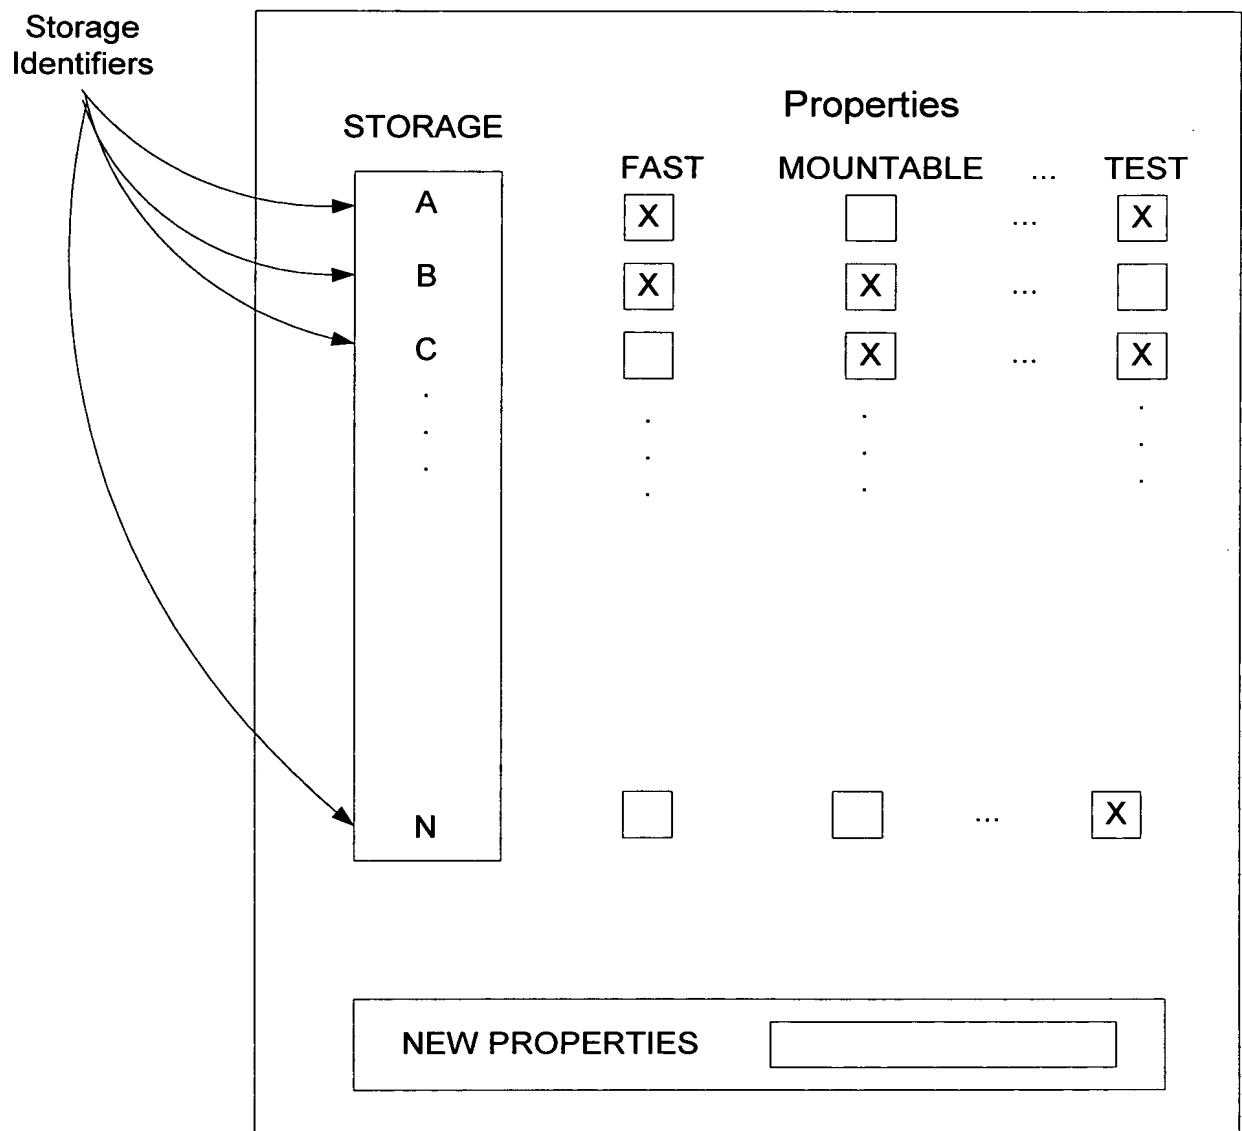 Storage
Identifiers
Properties
STORAGE
FAST MOUNTABLE ... TEST
A X ... X
B X X ...
C X ... X
N ... X
NEW PROPERTIES